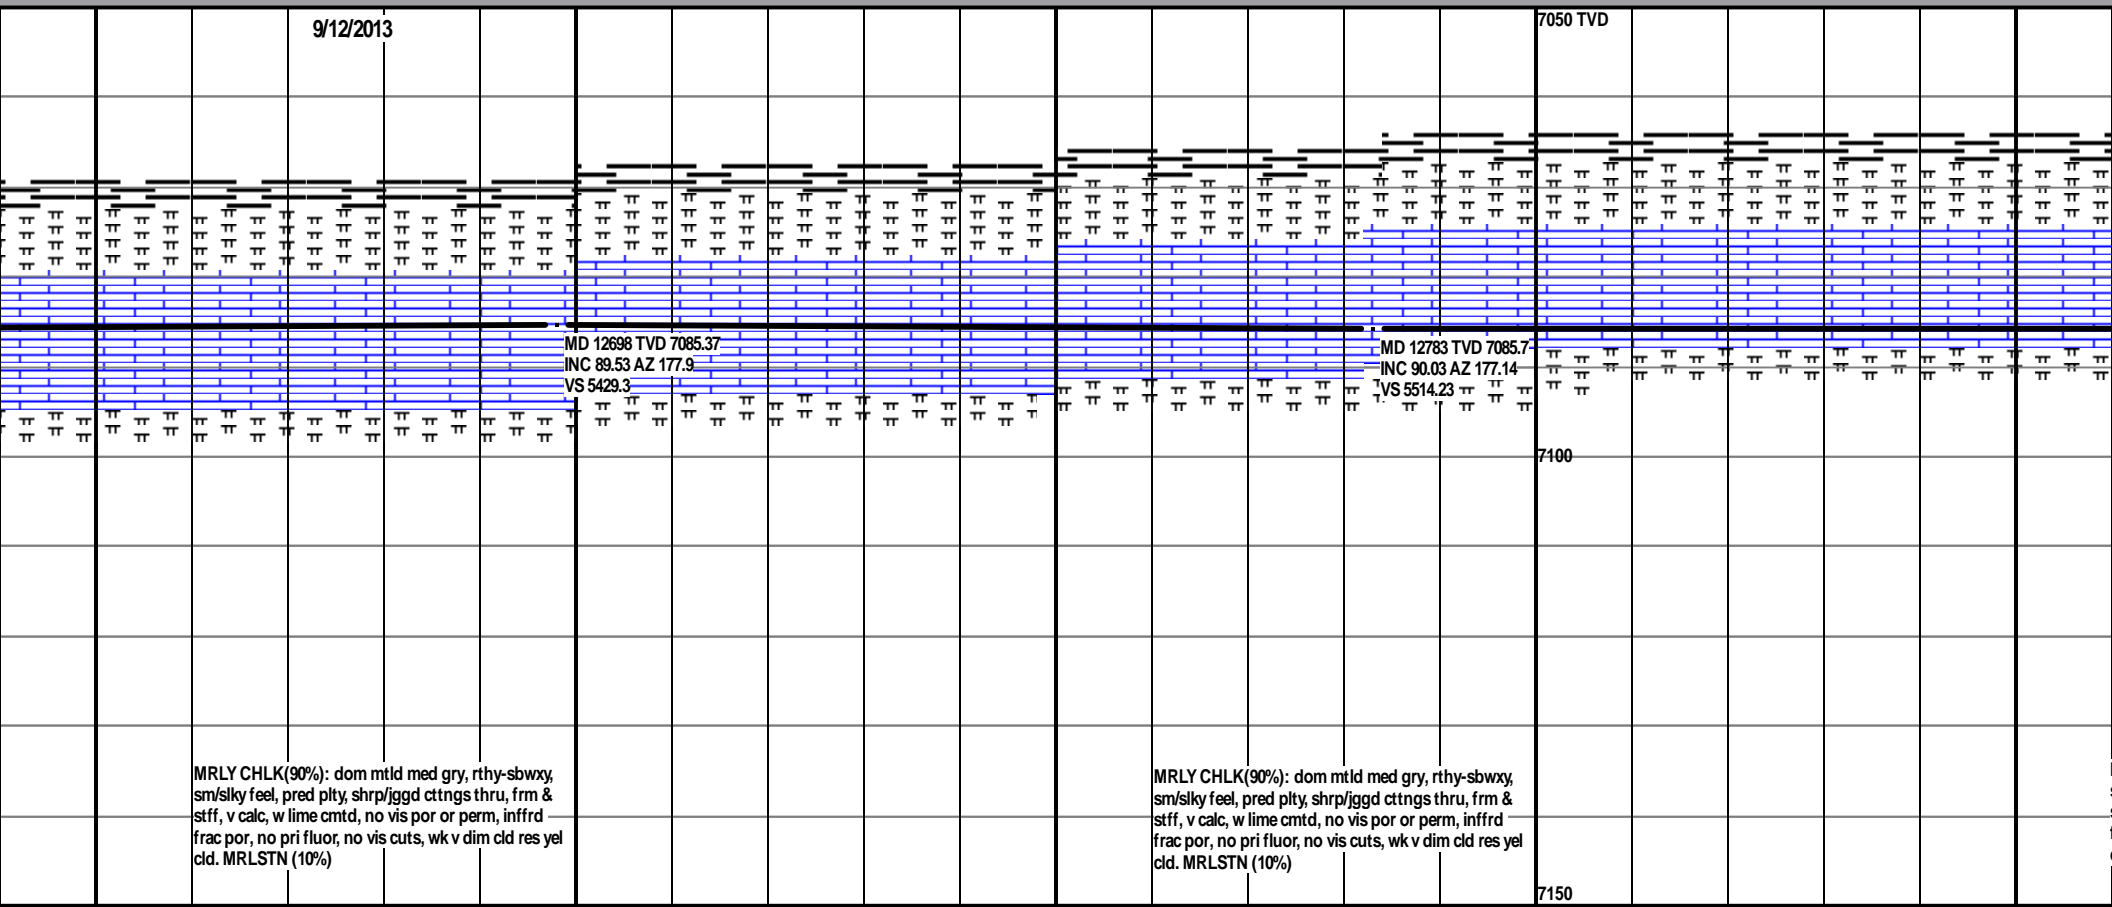 9/12/2013
7050 TVD
MD 12698 TVD 7085.37
INC 89.53 AZ 177.9
VS 5429.3
MD 12783 TVD 7085.7
INC 90.03 AZ 177.14
VS 5514.23
7100
MRLY CHLK(90%): dom mtld med gry, rthy-sbwxy,
sm/slky feel, pred plty, shrp/jggd cttngs thru, frm &
stff, v calc, w lime cmtd, no vis por or perm, inffrd
frac por, no pri fluor, no vis cuts, wk v dim cld res yel
cld. MRLSTN (10%)
MRLY CHLK(90%): dom mtld med gry, rthy-sbwxy,
sm/slky feel, pred plty, shrp/jggd cttngs thru, frm &
stff, v calc, w lime cmtd, no vis por or perm, inffrd
frac por, no pri fluor, no vis cuts, wk v dim cld res yel
cld. MRLSTN (10%)
7150